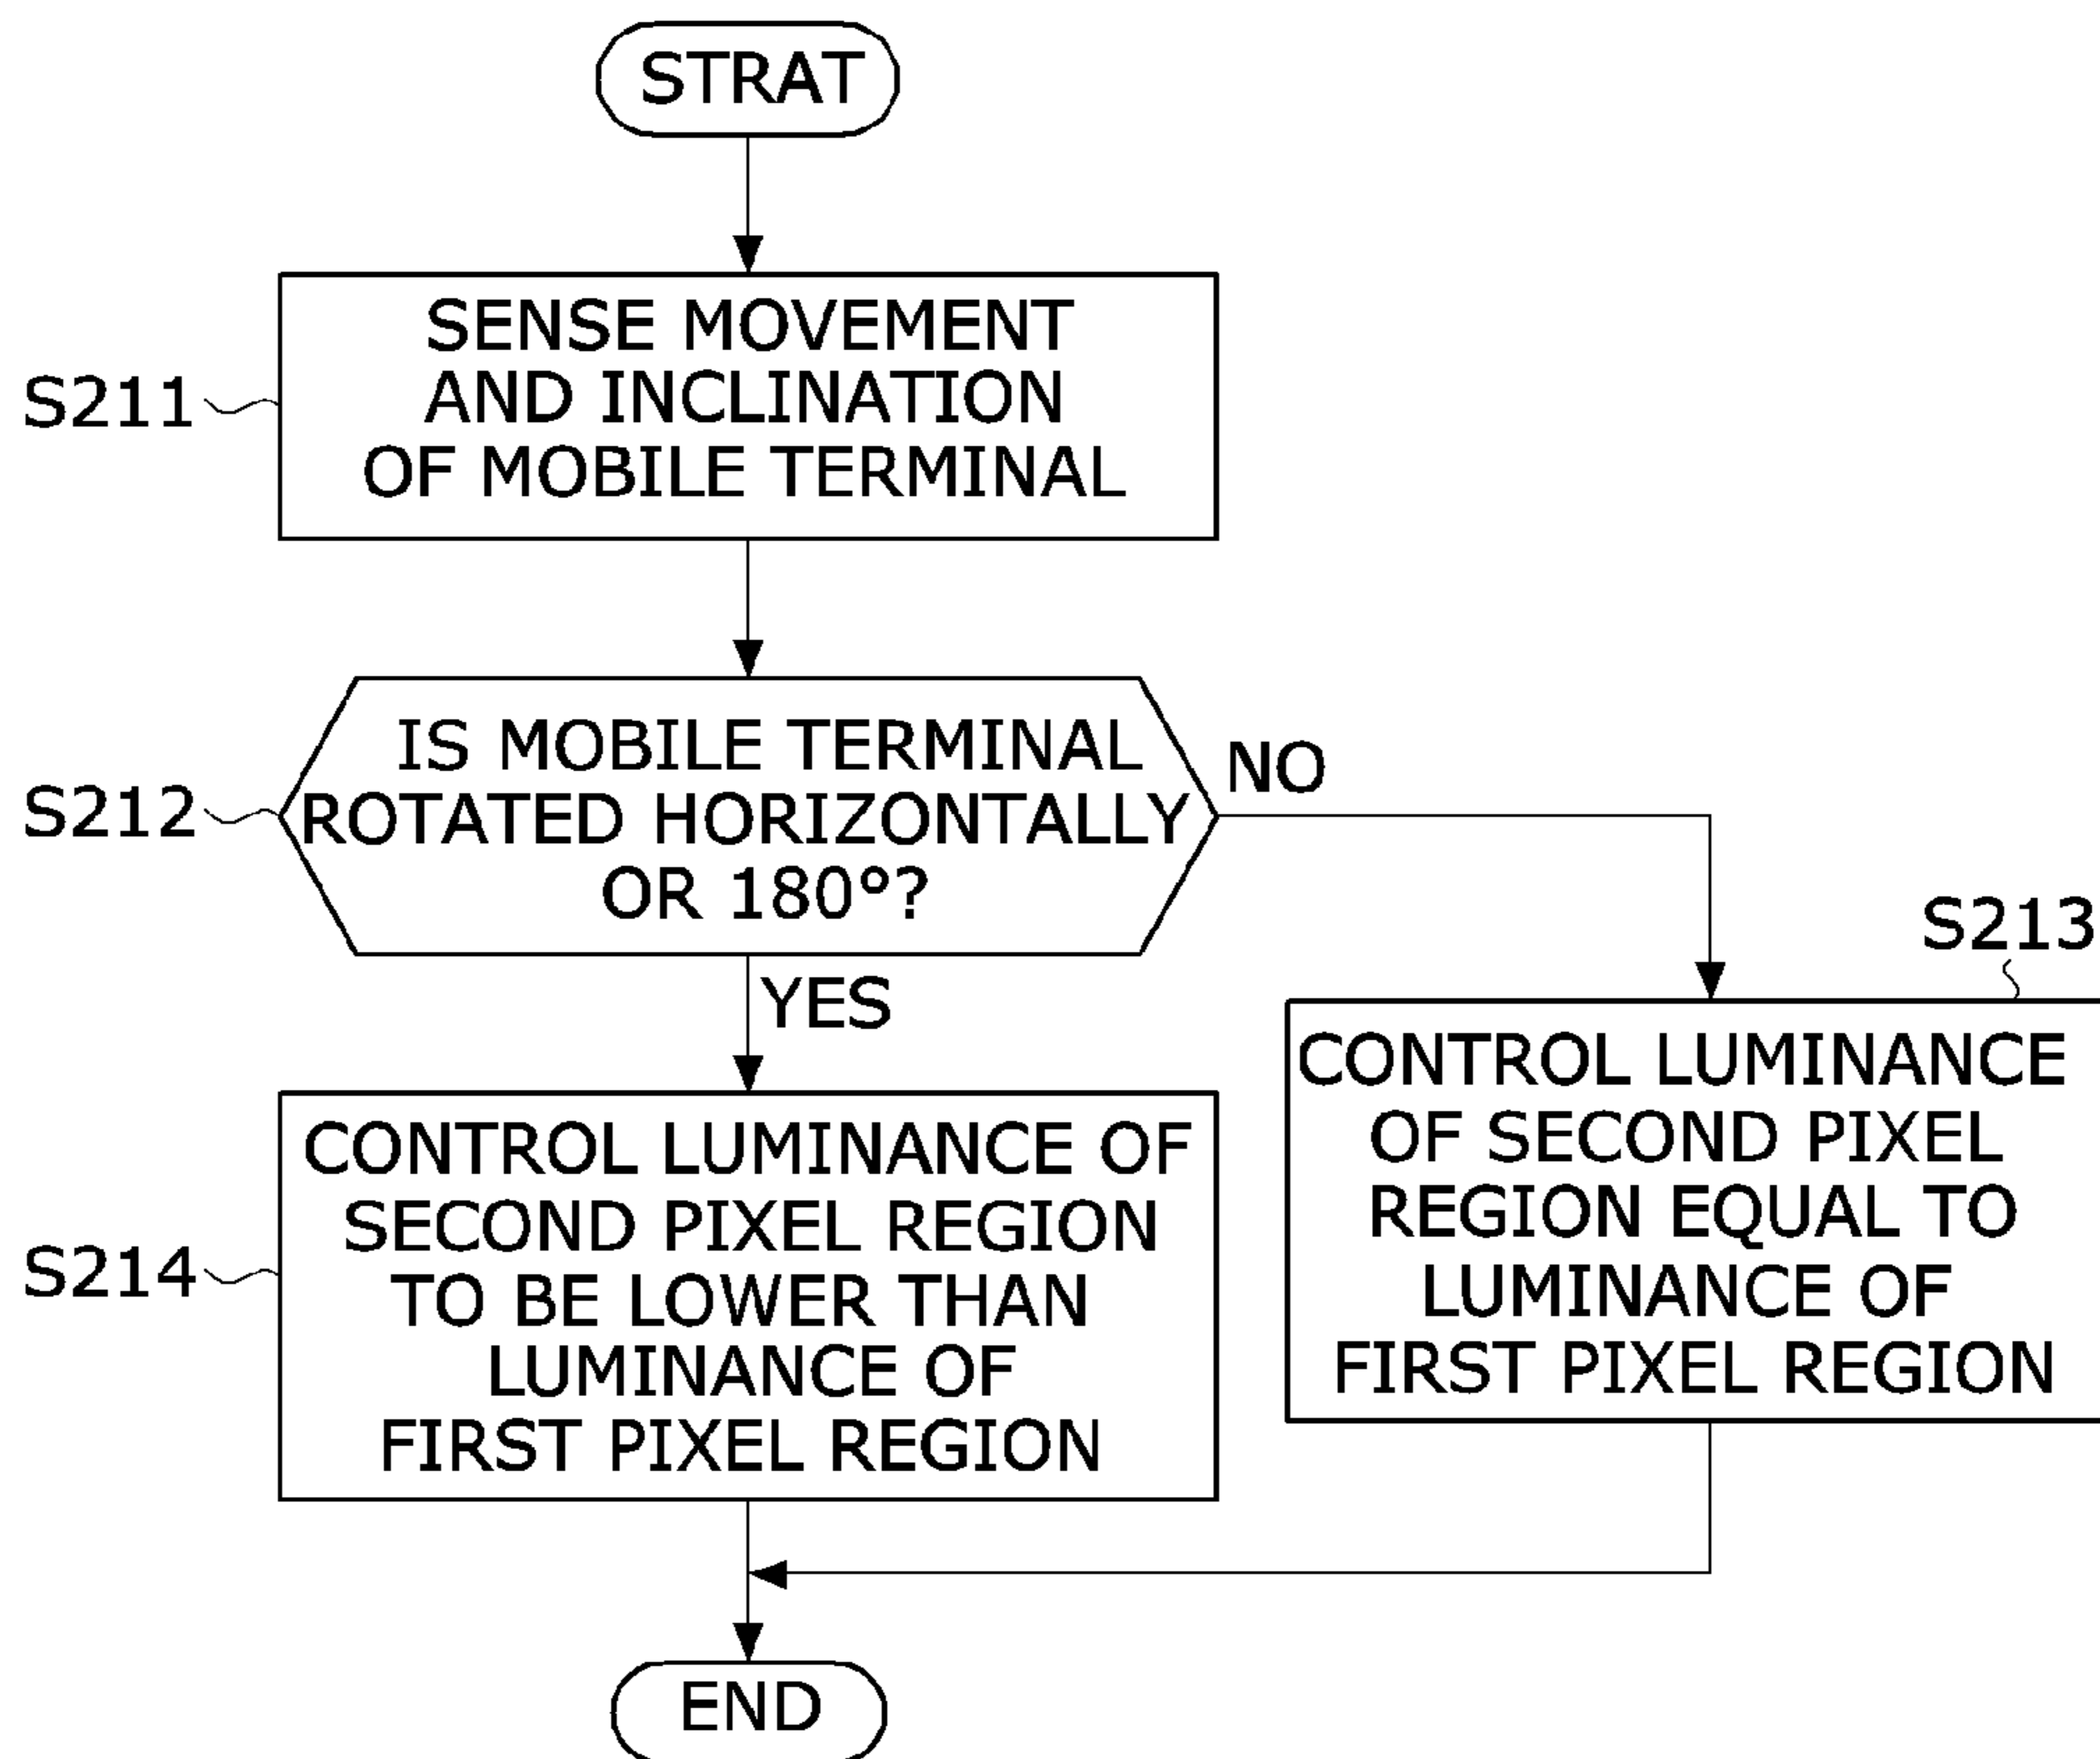 STRAT
SENSE MOVEMENT
AND INCLINATION
OF MOBILE TERMINAL
S211
IS MOBILE TERMINAL
ROTATED HORIZONTALLY
OR 180°?
S212
NO
YES
S213
CONTROL LUMINANCE
OF SECOND PIXEL
REGION EQUAL TO
LUMINANCE OF
FIRST PIXEL REGION
CONTROL LUMINANCE OF
SECOND PIXEL REGION
TO BE LOWER THAN
LUMINANCE OF
FIRST PIXEL REGION
S214
END